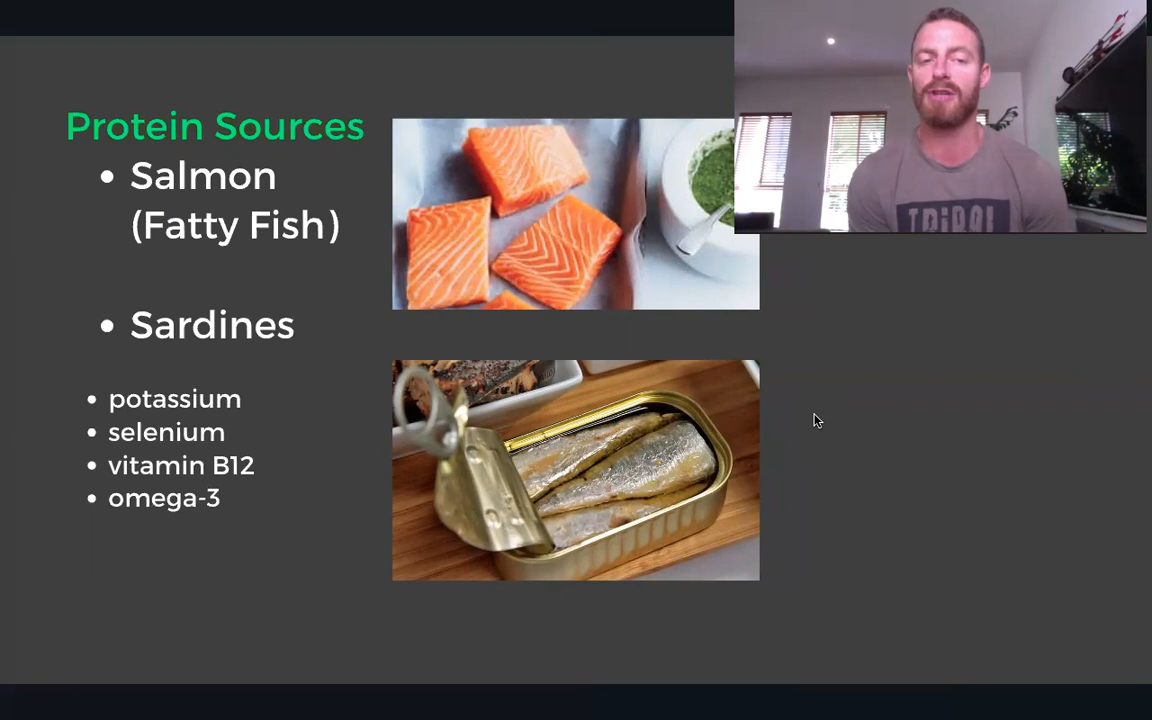 Protein Sources
• Salmon
(Fatty Fish)
• Sardines
• potassium
• selenium
• vitamin B12
• omega-3